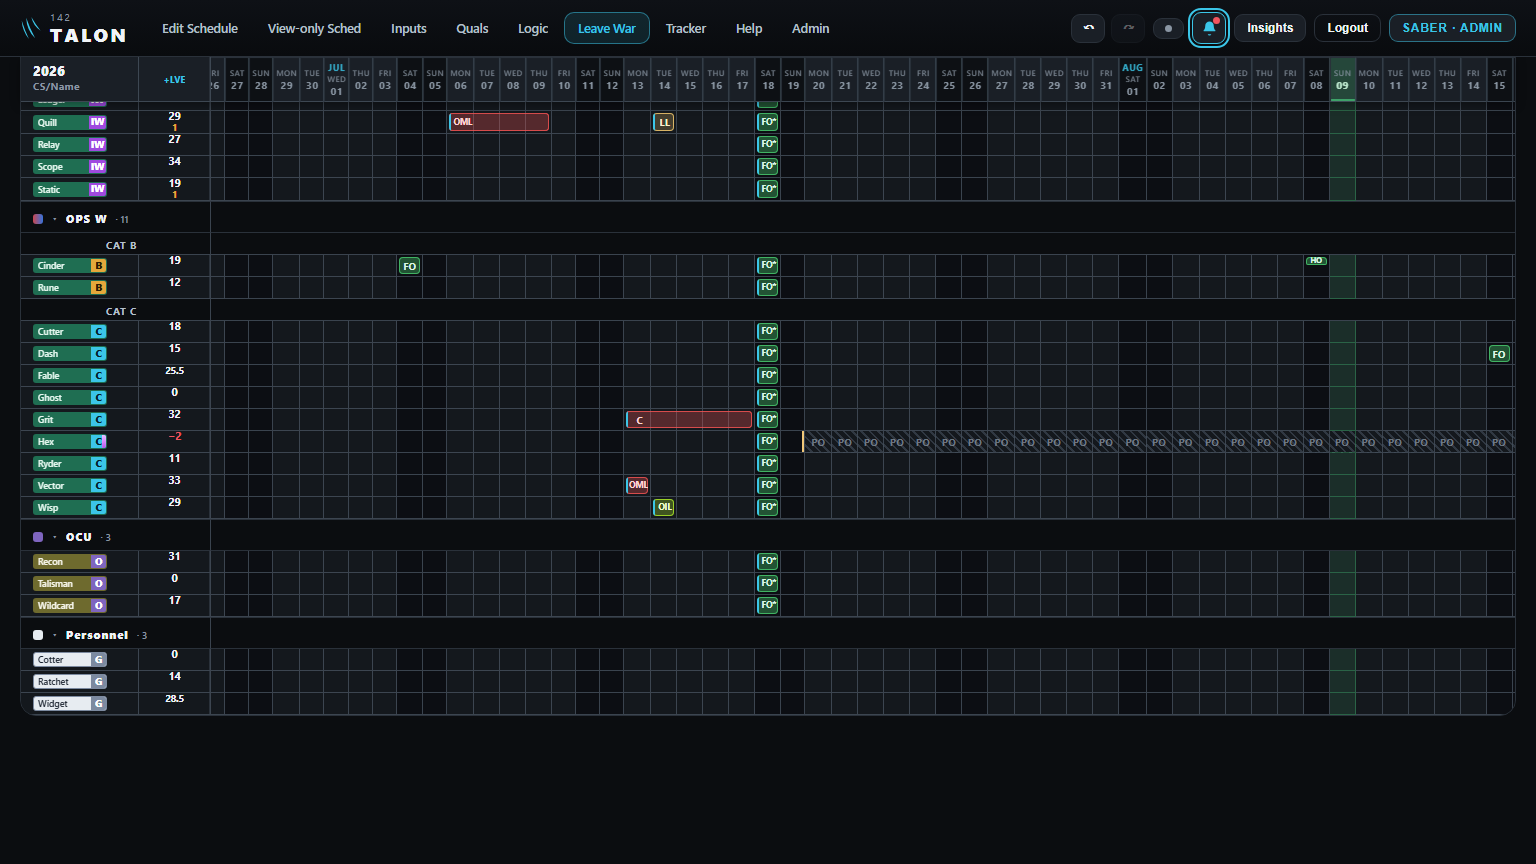 142
TALON
Edit Schedule View-only Sched Inputs Quals Logic Leave War Tracker Help Admin
Insights Logout SABER · ADMIN
2026
CS/Name
+LVE
JUL AUG
RI SAT SUN MON TUE WED THU FRI SAT SUN MON TUE WED THU FRI SAT SUN MON TUE WED THU FRI SAT SUN MON TUE WED THU FRI SAT SUN MON TUE WED THU FRI SAT SUN MON TUE WED THU FRI SAT SUN MON TUE WED THU FRI SAT
26 27 28 29 30 01 02 03 04 05 06 07 08 09 10 11 12 13 14 15 16 17 18 19 20 21 22 23 24 25 26 27 28 29 30 31 01 02 03 04 05 06 07 08 09 10 11 12 13 14 15
Quill IW 29 OML LL FO*
1
Relay IW 27 FO*
Scope IW 34 FO*
Static IW 19 FO*
1
OPS W · 11
CAT B
Cinder B 19 FO FO* HO
Rune B 12 FO*
CAT C
Cutter C 18 FO*
Dash C 15 FO* FO
Fable C 25.5 FO*
Ghost C 0 FO*
Grit C 32 C FO*
Hex C −2 FO* PO PO PO PO PO PO PO PO PO PO PO PO PO PO PO PO PO PO PO PO PO PO PO PO PO PO PO
Ryder C 11 FO*
Vector C 33 OML FO*
Wisp C 29 OIL FO*
OCU · 3
Recon O 31 FO*
Talisman O 0 FO*
Wildcard O 17 FO*
Personnel · 3
Cotter G 0
Ratchet G 14
Widget G 28.5